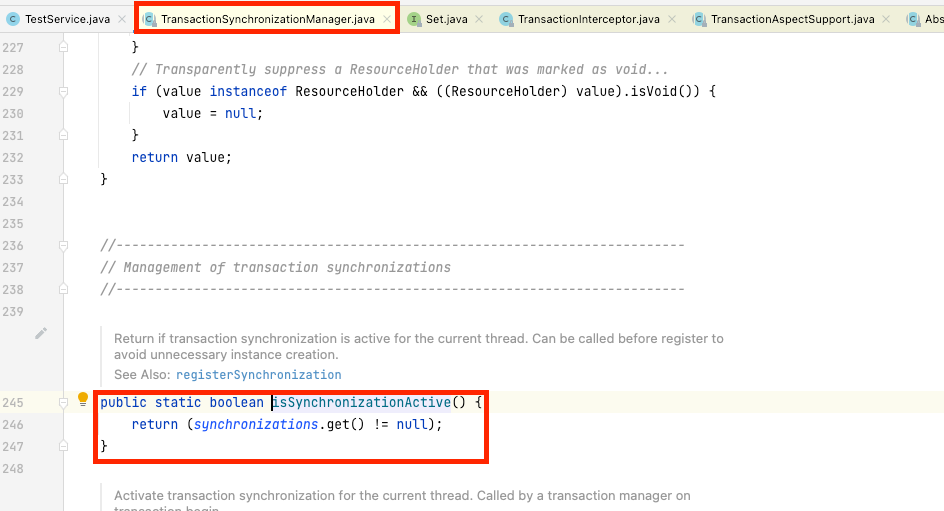 TestService.java TransactionSynchronizationManager.java Set.java TransactionInterceptor.java TransactionAspectSupport.java Abs
227 }
228 // Transparently suppress a ResourceHolder that was marked as void...
229 if (value instanceof ResourceHolder && ((ResourceHolder) value).isVoid()) {
230 value = null;
231 }
232 return value;
233 }
234
235
236 //------------------------------------------------------------------------
237 // Management of transaction synchronizations
238 //------------------------------------------------------------------------
239
Return if transaction synchronization is active for the current thread. Can be called before register to
avoid unnecessary instance creation.
See Also: registerSynchronization
245 public static boolean isSynchronizationActive() {
246 return (synchronizations.get() != null);
247 }
248
Activate transaction synchronization for the current thread. Called by a transaction manager on
transaction begin.